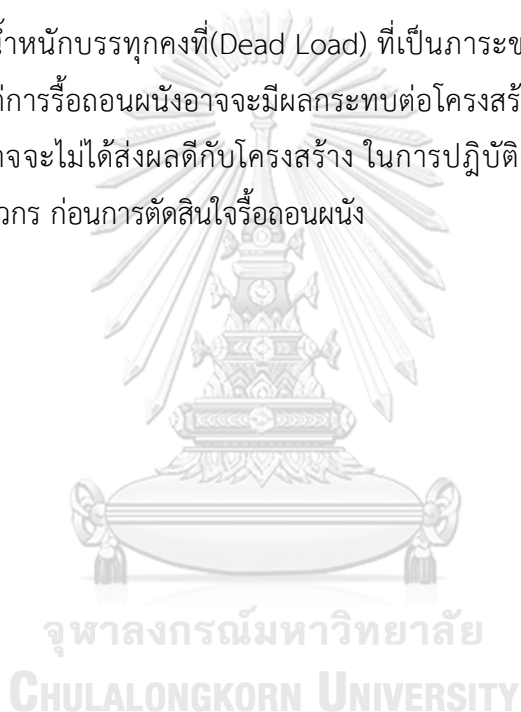 น้ำหนักบรรทุกคงที่(Dead Load) ที่เป็นภาระข
การรื้อถอนผนังอาจจะมีผลกระทบต่อโครงสร้
าจจะไม่ได้ส่งผลดีกับโครงสร้าง ในการปฏิบัติ
วกร ก่อนการตัดสินใจรื้อถอนผนัง
จุฬาลงกรณ์มหาวิทยาลัย
CHULALONGKORN UNIVERSITY